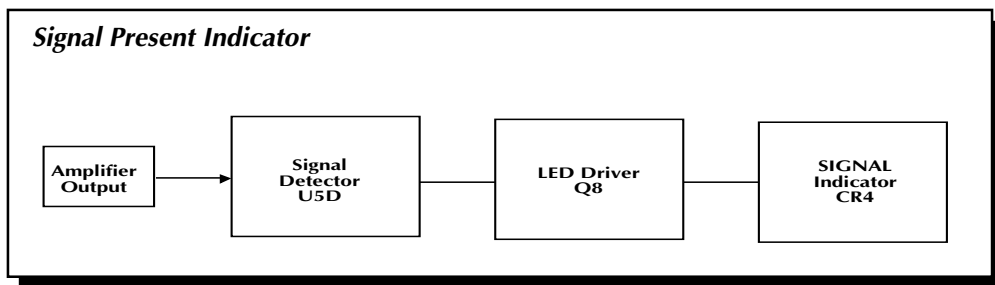 Signal Present Indicator
Amplifier
Output
Signal
Detector
U5D
LED Driver
Q8
SIGNAL
Indicator
CR4